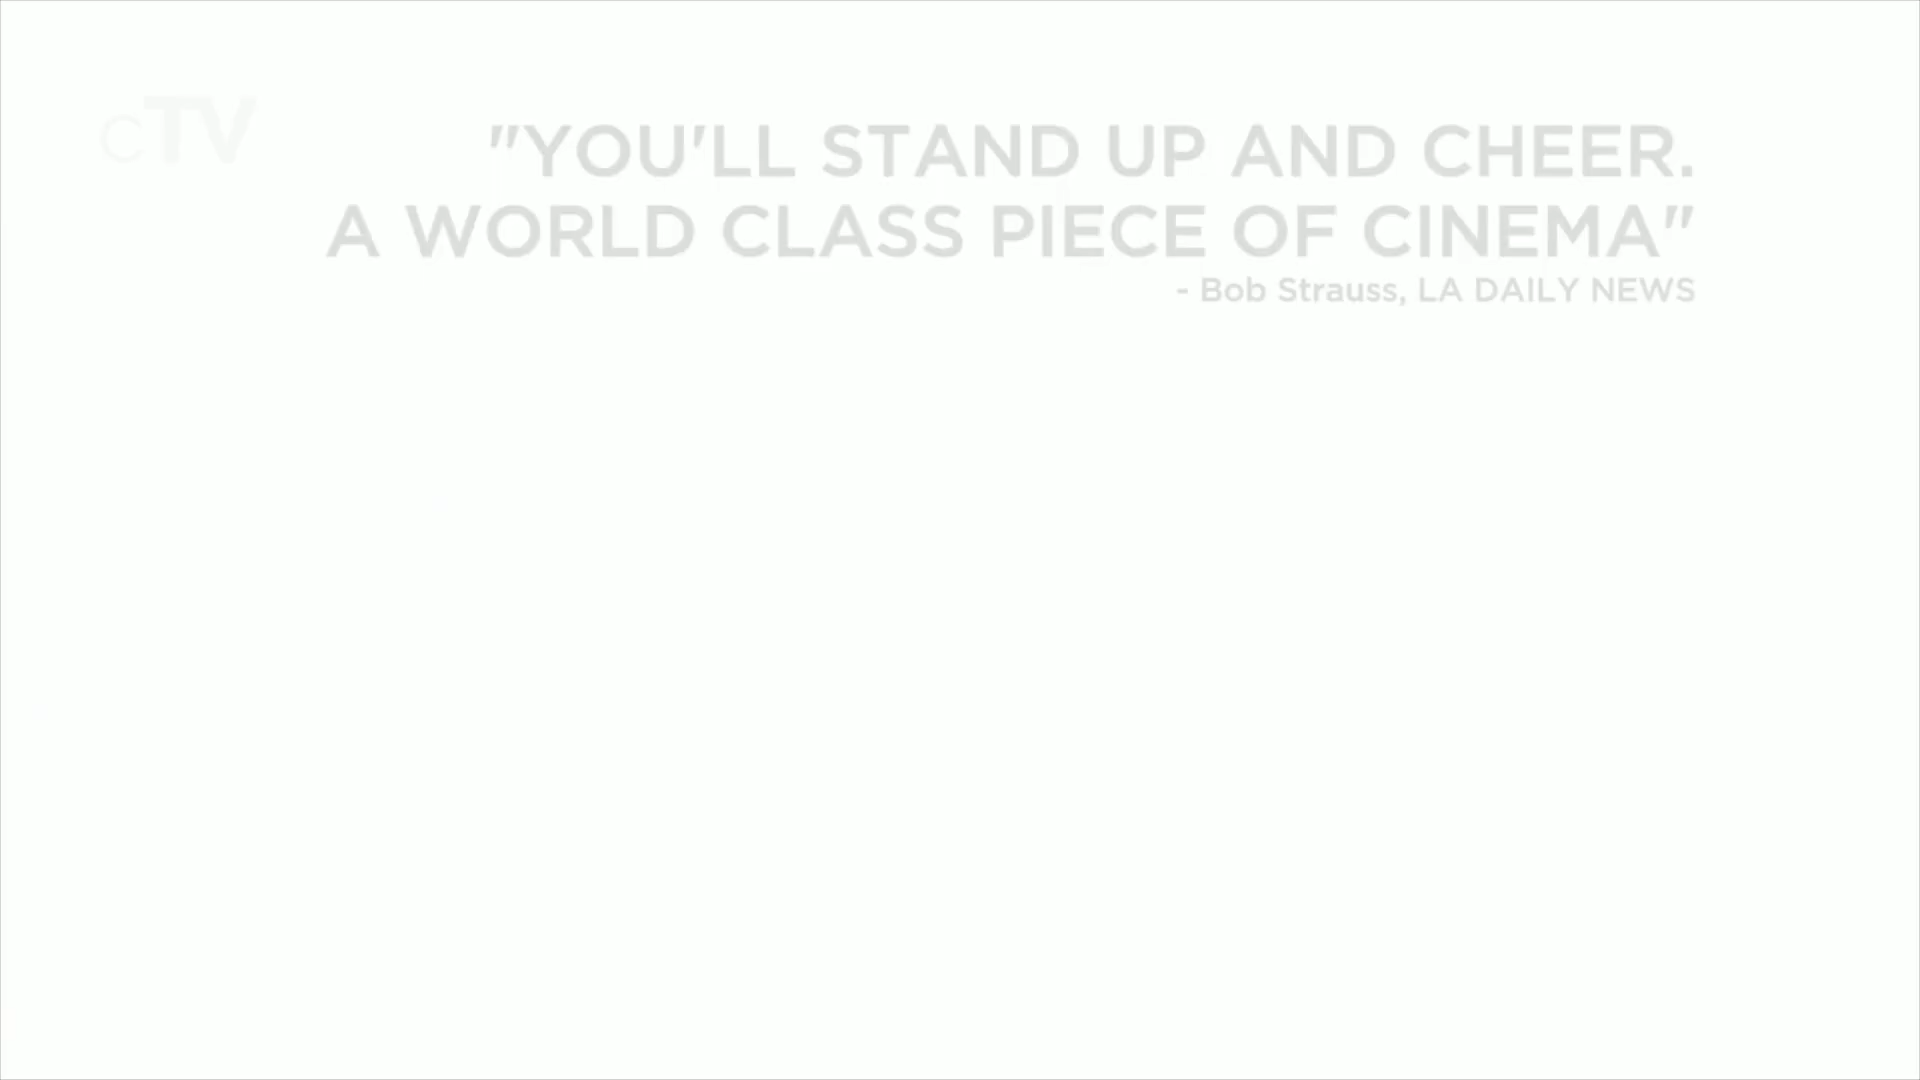 cTV
"YOU'LL STAND UP AND CHEER.
A WORLD CLASS PIECE OF CINEMA"
- Bob Strauss, LA DAILY NEWS